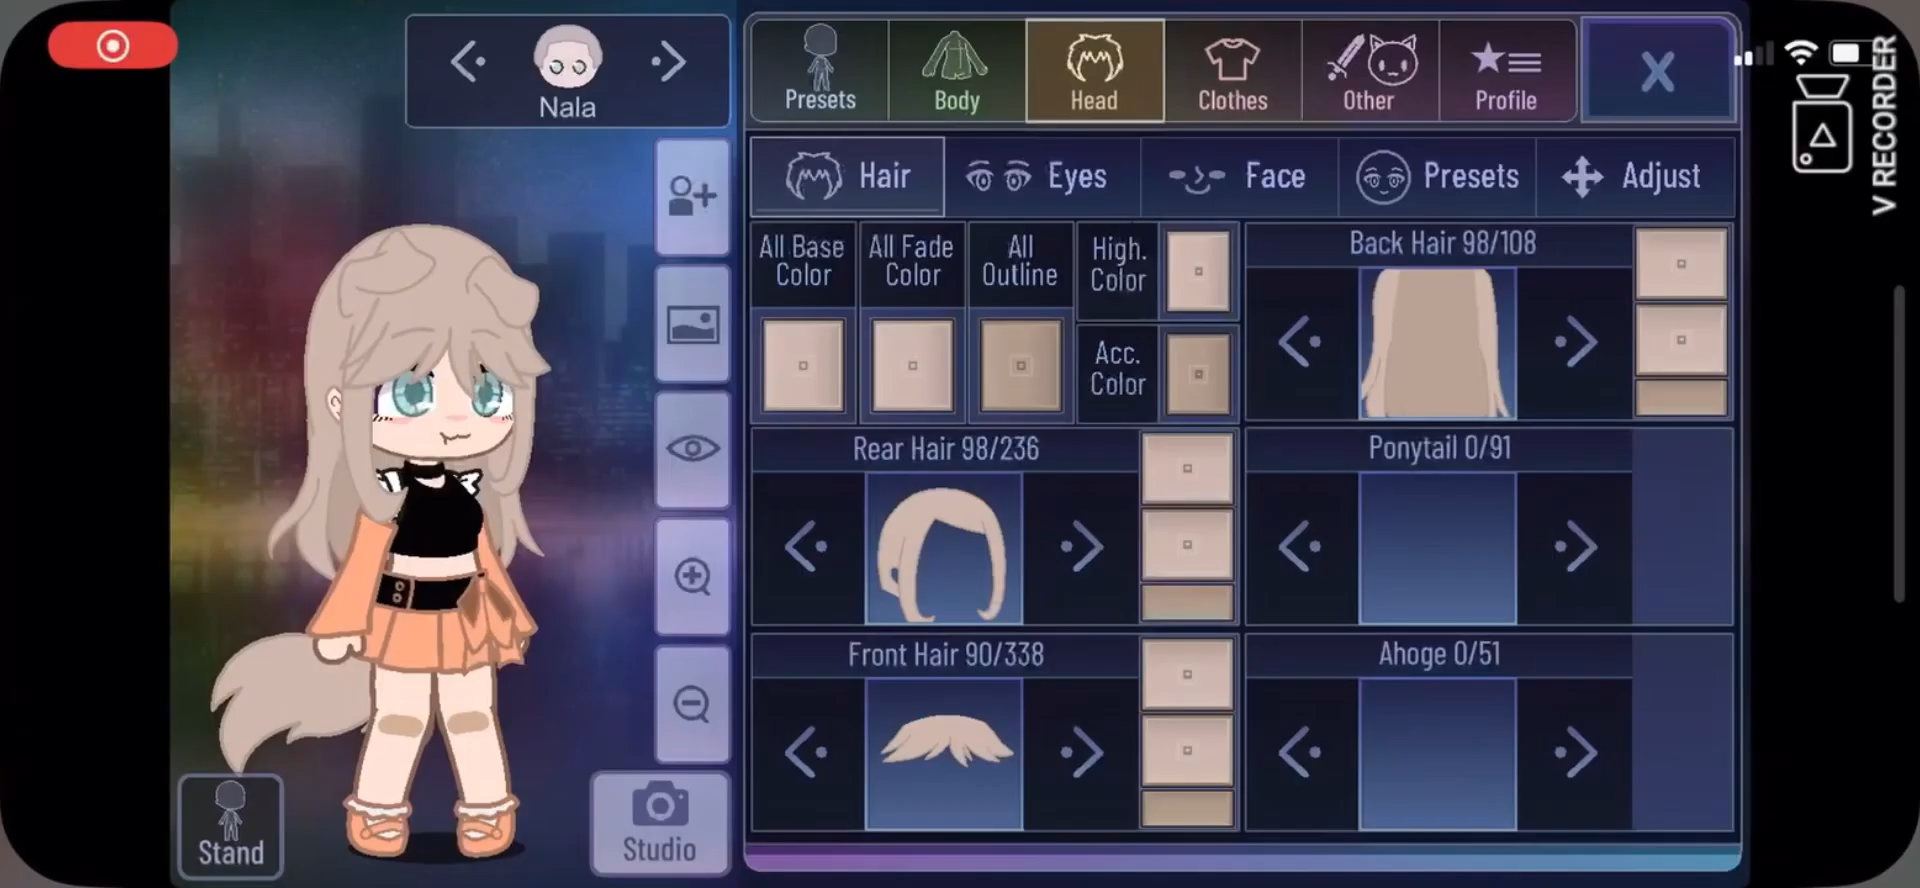 Nala
Presets
Body
Head
Clothes
Other
Profile
X
V RECORDER
Hair
Eyes
Face
Presets
Adjust
All Base
Color
All Fade
Color
All
Outline
High.
Color
Acc.
Color
Back Hair 98/108
Rear Hair 98/236
Ponytail 0/91
Front Hair 90/338
Ahoge 0/51
Stand
Studio